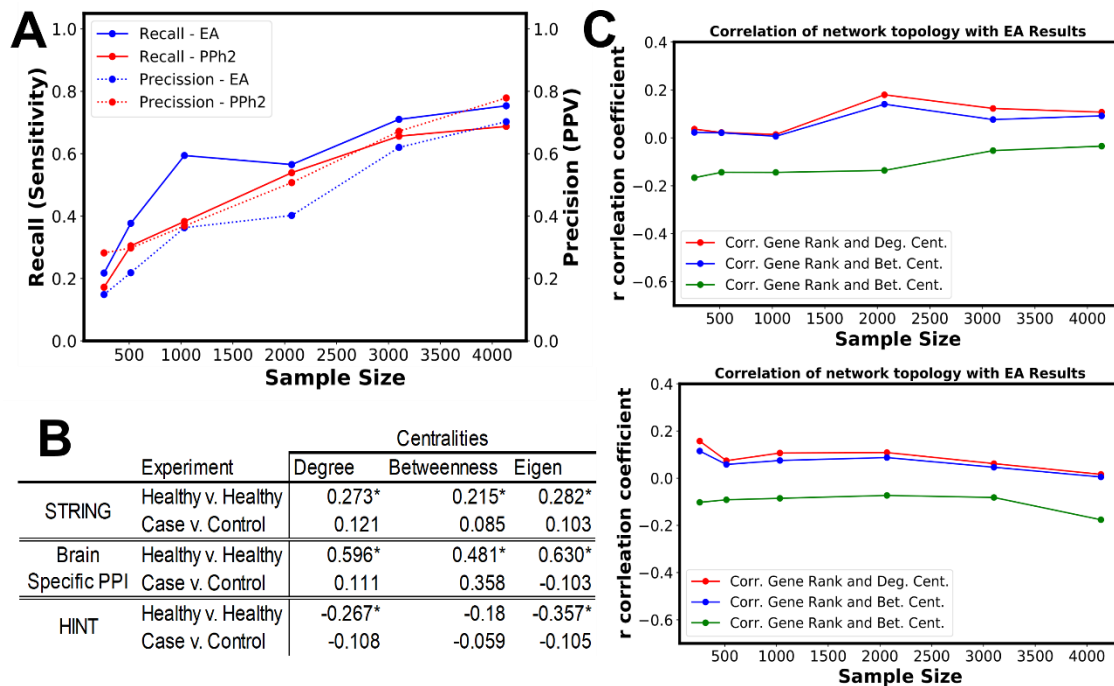 A
Recall - EA
Recall - PPh2
Precission - EA
Precission - PPh2
Recall (Sensitivity)
Precision (PPV)
1.0
0.8
0.6
0.4
0.2
0.0
1.0
0.8
0.6
0.4
0.2
0.0
500 1000 1500 2000 2500 3000 3500 4000
Sample Size
B
Centralities
Experiment Degree Betweenness Eigen
STRING Healthy v. Healthy 0.273* 0.215* 0.282*
Case v. Control 0.121 0.085 0.103
Brain Healthy v. Healthy 0.596* 0.481* 0.630*
Specific PPI Case v. Control 0.111 0.358 -0.103
HINT Healthy v. Healthy -0.267* -0.18 -0.357*
Case v. Control -0.108 -0.059 -0.105
C
Correlation of network topology with EA Results
r corrleation coefficient
0.4
0.2
0.0
−0.2
−0.4
−0.6
Corr. Gene Rank and Deg. Cent.
Corr. Gene Rank and Bet. Cent.
Corr. Gene Rank and Bet. Cent.
500 1000 1500 2000 2500 3000 3500 4000
Sample Size
Correlation of network topology with EA Results
r corrleation coefficient
0.4
0.2
0.0
−0.2
−0.4
−0.6
Corr. Gene Rank and Deg. Cent.
Corr. Gene Rank and Bet. Cent.
Corr. Gene Rank and Bet. Cent.
500 1000 1500 2000 2500 3000 3500 4000
Sample Size